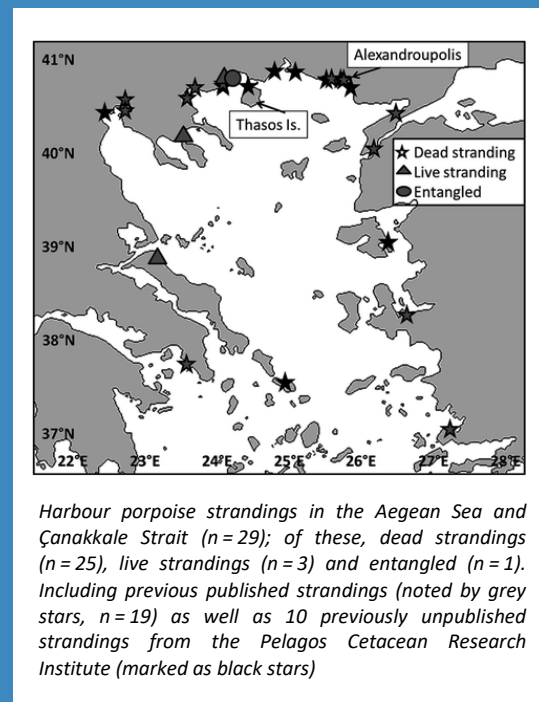 41°N
Alexandroupolis
Thasos Is.
40°N
Dead stranding
Live stranding
Entangled
39°N
38°N
37°N
22°E 23°E 24°E 25°E 26°E 27°E 28°E
Harbour porpoise strandings in the Aegean Sea and
Çanakkale Strait (n = 29); of these, dead strandings
(n = 25), live strandings (n = 3) and entangled (n = 1).
Including previous published strandings (noted by grey
stars, n = 19) as well as 10 previously unpublished
strandings from the Pelagos Cetacean Research
Institute (marked as black stars)